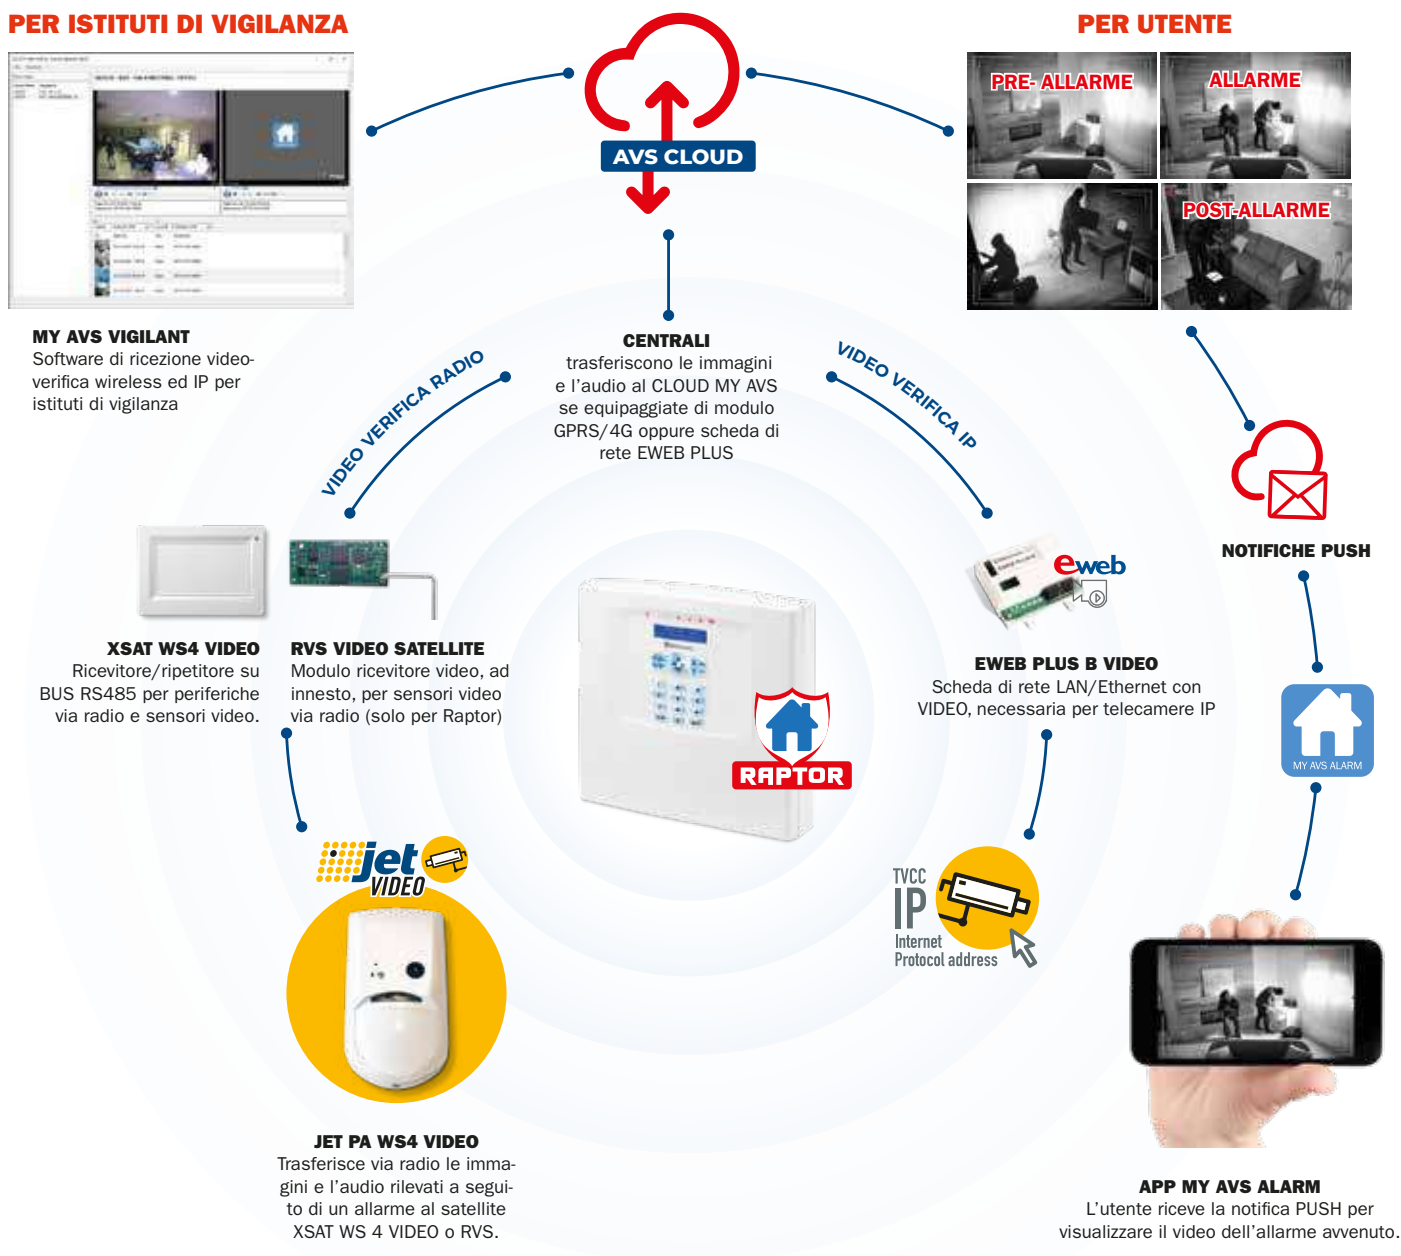 PER ISTITUTI DI VIGILANZA
PER UTENTE
AVS CLOUD
PRE- ALLARME
ALLARME
POST-ALLARME
MY AVS VIGILANT
Software di ricezione video-
verifica wireless ed IP per
istituti di vigilanza
CENTRALI
trasferiscono le immagini
e l'audio al CLOUD MY AVS
se equipaggiate di modulo
GPRS/4G oppure scheda di
rete EWEB PLUS
VIDEO VERIFICA RADIO
VIDEO VERIFICA IP
NOTIFICHE PUSH
eweb
XSAT WS4 VIDEO
Ricevitore/ripetitore su
BUS RS485 per periferiche
via radio e sensori video.
RVS VIDEO SATELLITE
Modulo ricevitore video, ad
innesto, per sensori video
via radio (solo per Raptor)
EWEB PLUS B VIDEO
Scheda di rete LAN/Ethernet con
VIDEO, necessaria per telecamere IP
RAPTOR
MY AVS ALARM
jet
VIDEO
TVCC
IP
Internet
Protocol address
JET PA WS4 VIDEO
Trasferisce via radio le imma-
gini e l'audio rilevati a segui-
to di un allarme al satellite
XSAT WS 4 VIDEO o RVS.
APP MY AVS ALARM
L'utente riceve la notifica PUSH per
visualizzare il video dell'allarme avvenuto.